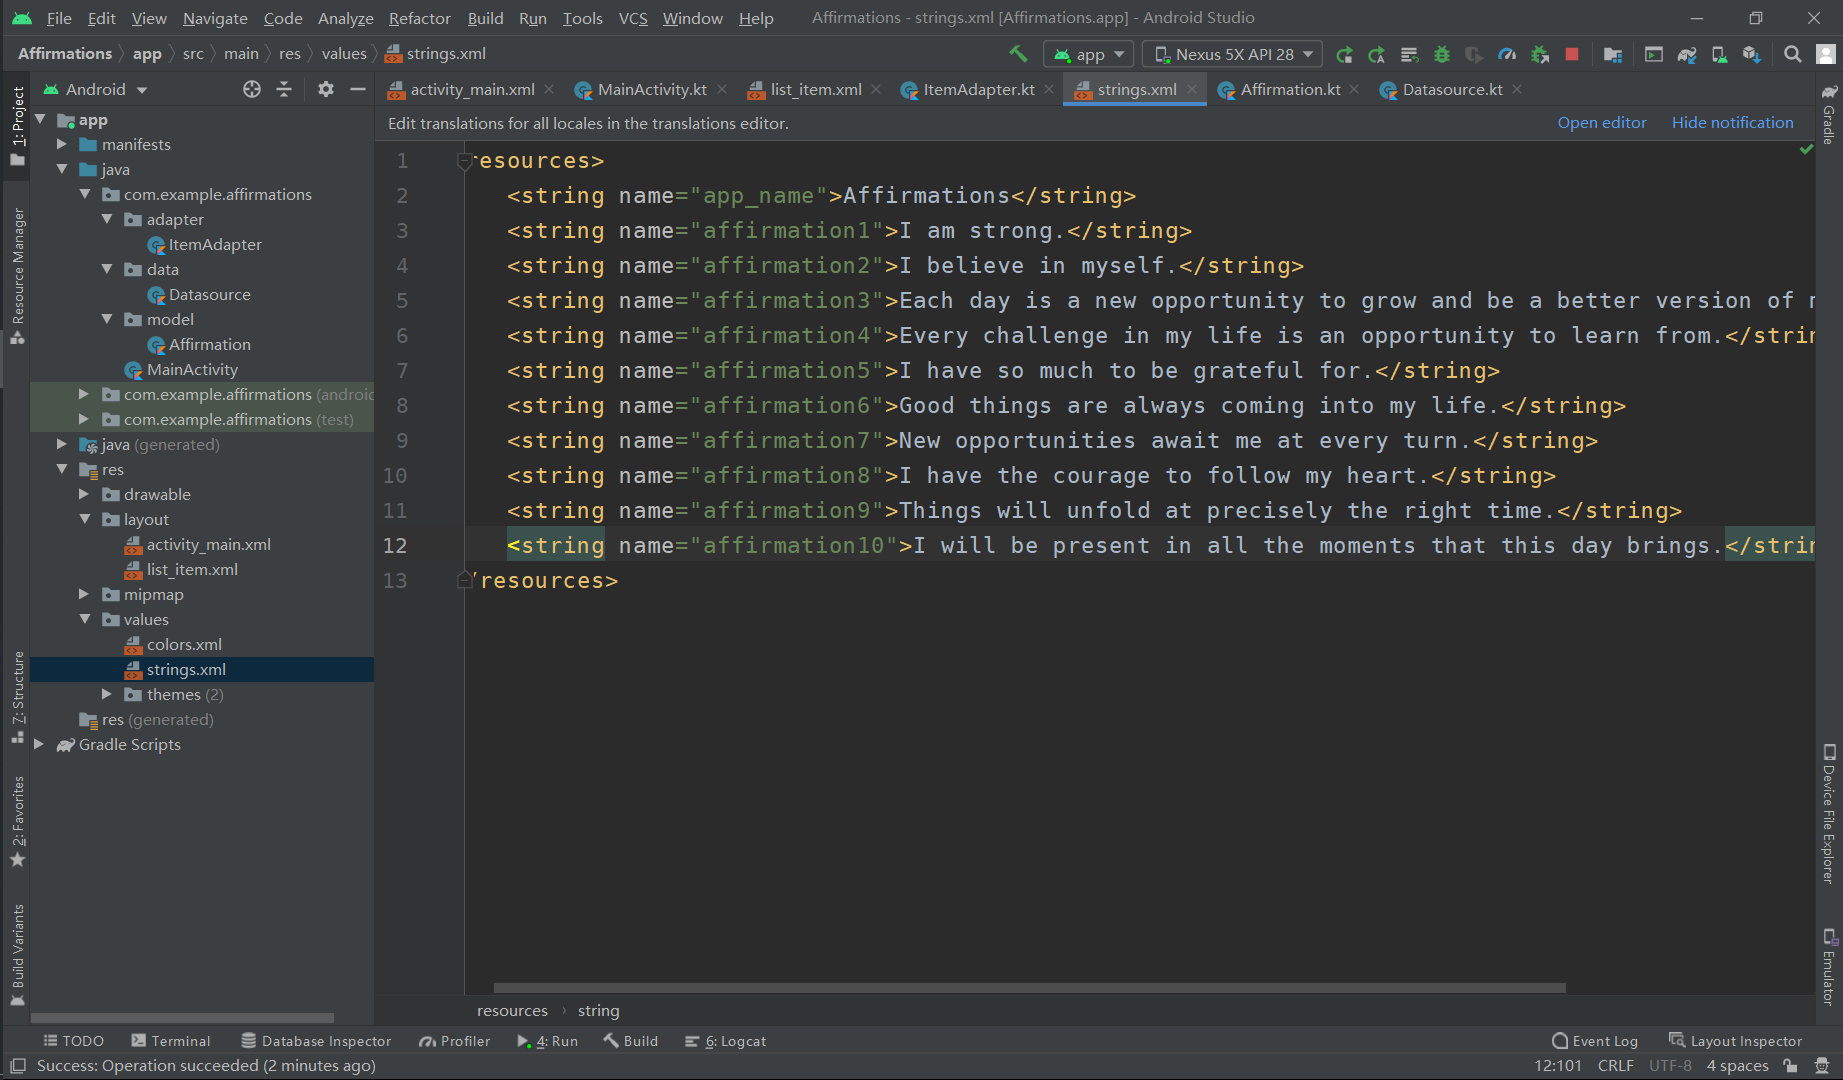 File Edit View Navigate Code Analyze Refactor Build Run Tools VCS Window Help Affirmations - strings.xml [Affirmations.app] - Android Studio
Affirmations app src main res values strings.xml app Nexus 5X API 28
Android
activity_main.xml MainActivity.kt list_item.xml ItemAdapter.kt strings.xml Affirmation.kt Datasource.kt
Edit translations for all locales in the translations editor. Open editor Hide notification
1: Project
Resource Manager
7: Structure
2: Favorites
Build Variants
app
manifests
java
com.example.affirmations
adapter
ItemAdapter
data
Datasource
model
Affirmation
MainActivity
com.example.affirmations (android
com.example.affirmations (test)
java (generated)
res
drawable
layout
activity_main.xml
list_item.xml
mipmap
values
colors.xml
strings.xml
themes (2)
res (generated)
Gradle Scripts
1 resources>
2 <string name="app_name">Affirmations</string>
3 <string name="affirmation1">I am strong.</string>
4 <string name="affirmation2">I believe in myself.</string>
5 <string name="affirmation3">Each day is a new opportunity to grow and be a better version of m
6 <string name="affirmation4">Every challenge in my life is an opportunity to learn from.</strin
7 <string name="affirmation5">I have so much to be grateful for.</string>
8 <string name="affirmation6">Good things are always coming into my life.</string>
9 <string name="affirmation7">New opportunities await me at every turn.</string>
10 <string name="affirmation8">I have the courage to follow my heart.</string>
11 <string name="affirmation9">Things will unfold at precisely the right time.</string>
12 <string name="affirmation10">I will be present in all the moments that this day brings.</strin
13 /resources>
Gradle
Device File Explorer
Emulator
resources › string
TODO Terminal Database Inspector Profiler 4: Run Build 6: Logcat Event Log Layout Inspector
Success: Operation succeeded (2 minutes ago) 12:101 CRLF UTF-8 4 spaces